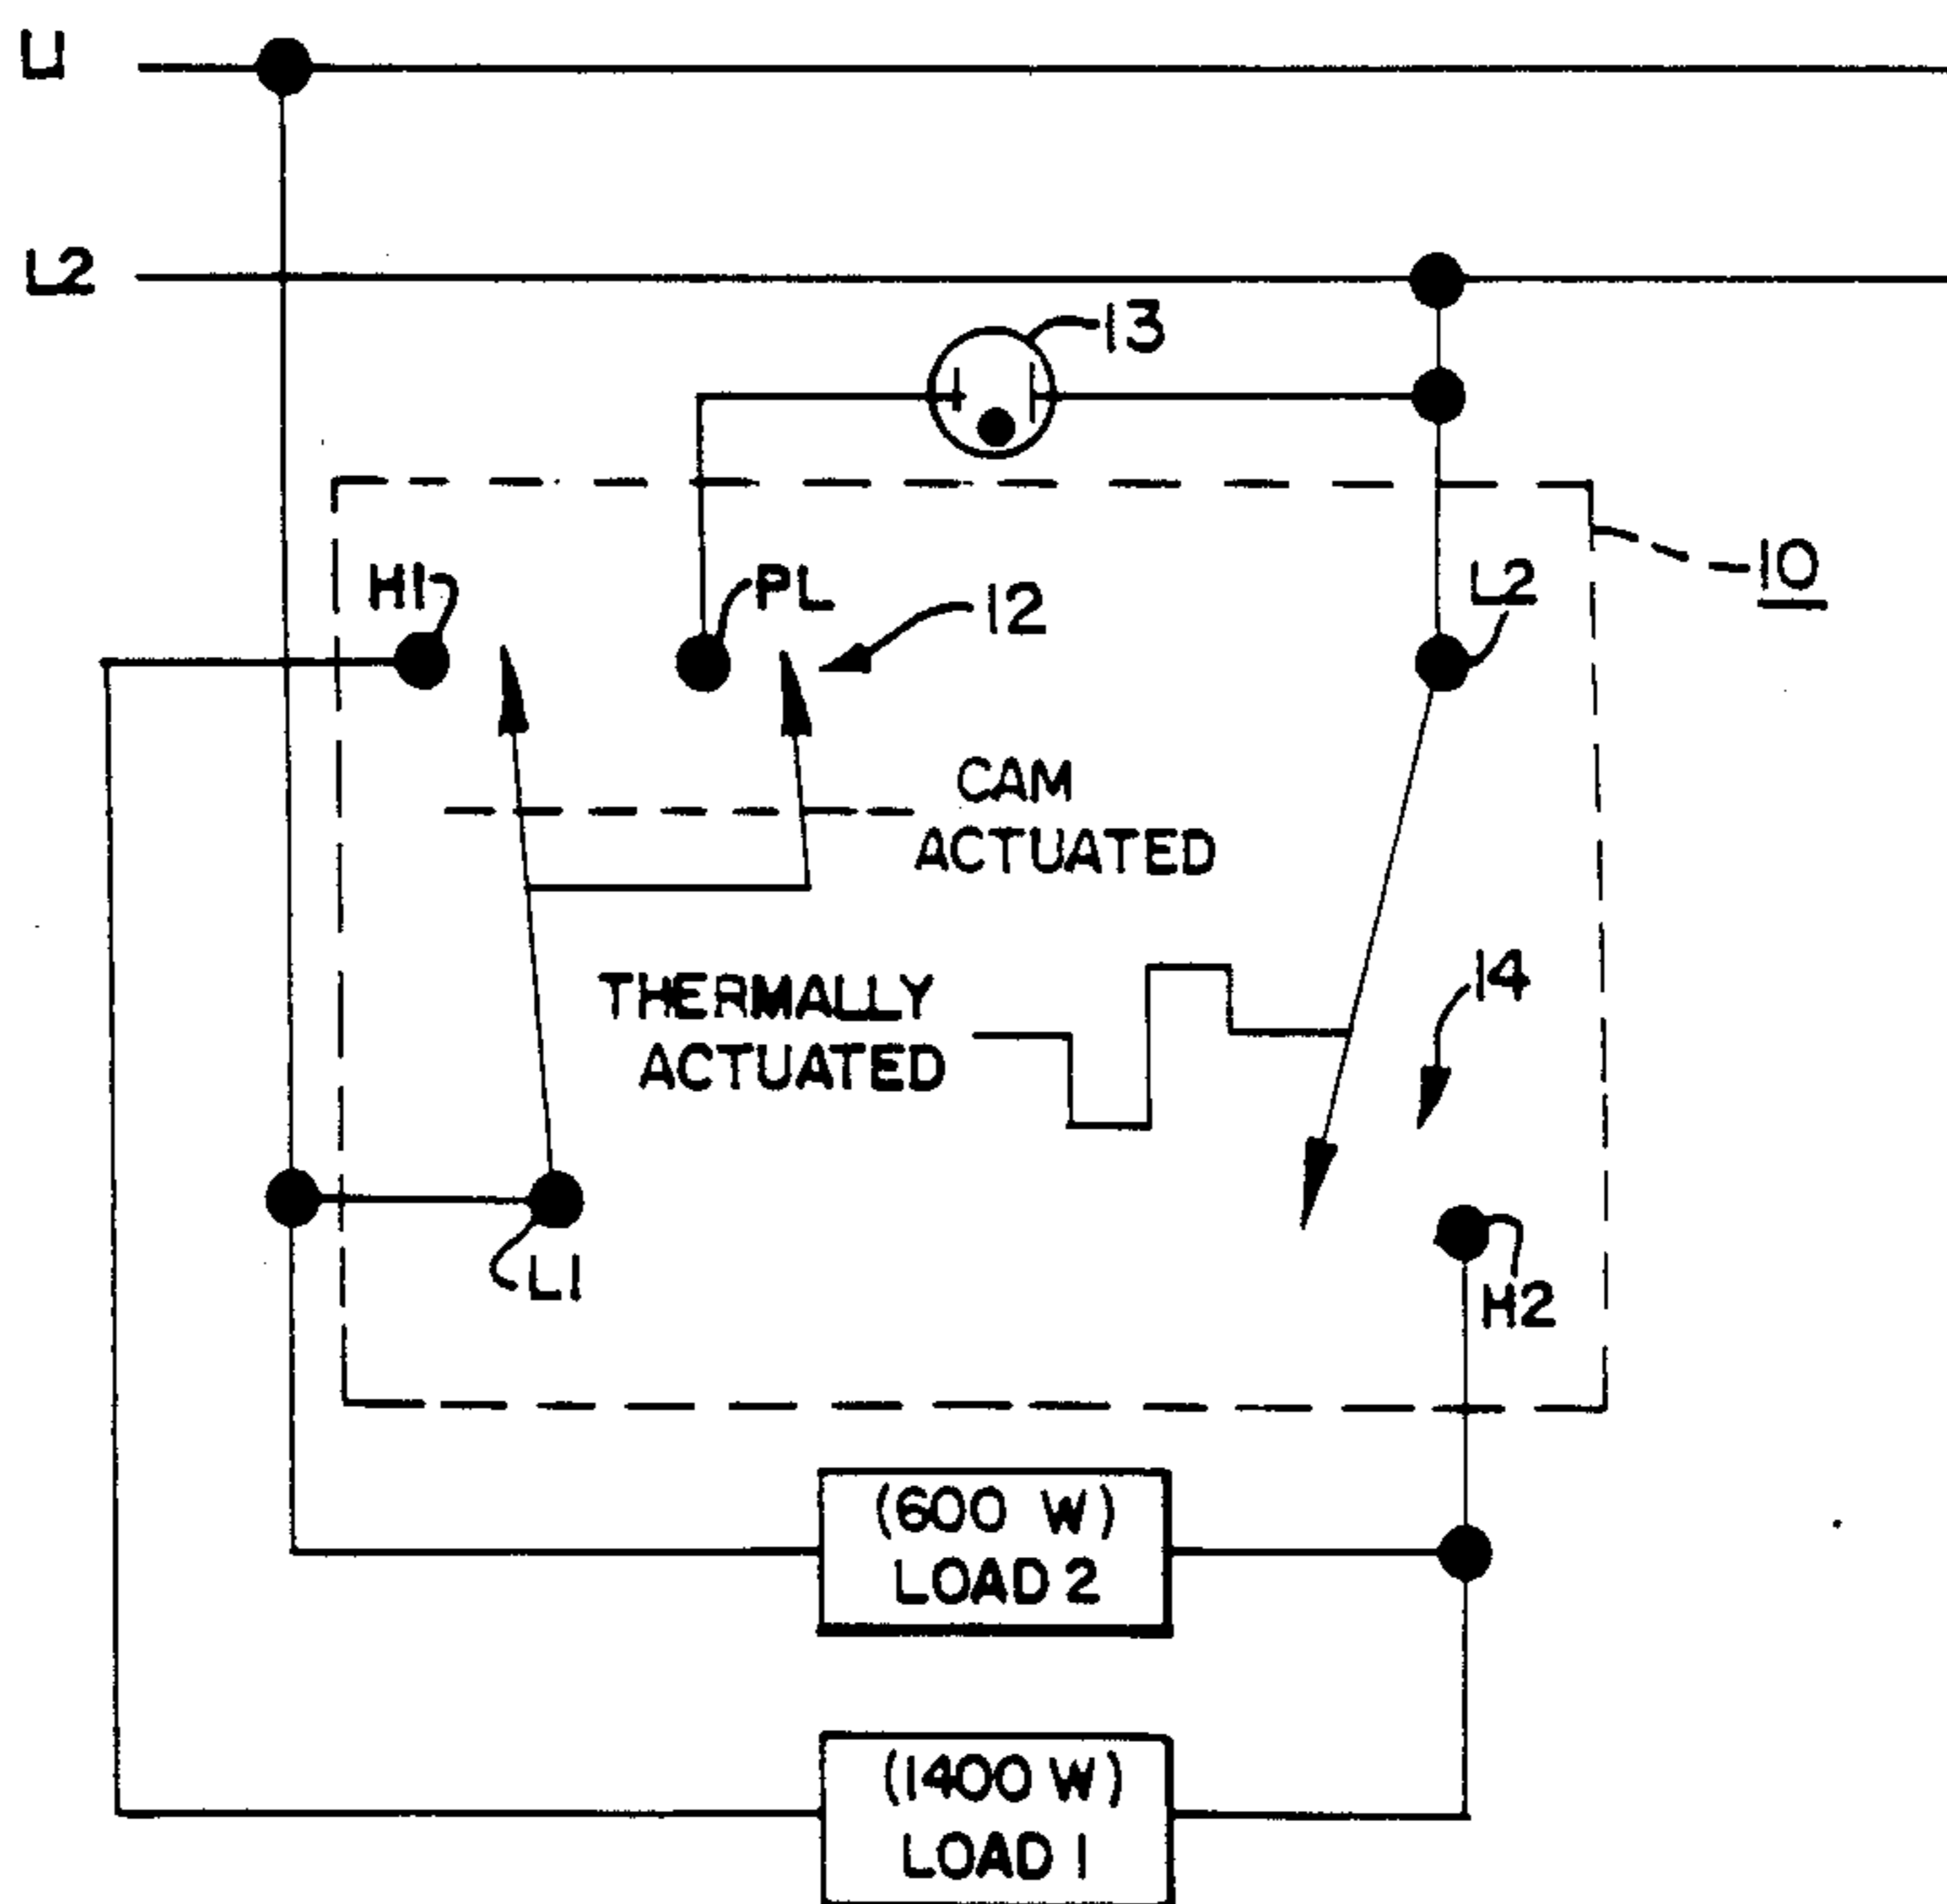 L1
L2
13
10
H1
PL
12
L2
CAM
ACTUATED
THERMALLY
ACTUATED
14
L1
H2
(600 W)
LOAD 2
(1400 W)
LOAD 1